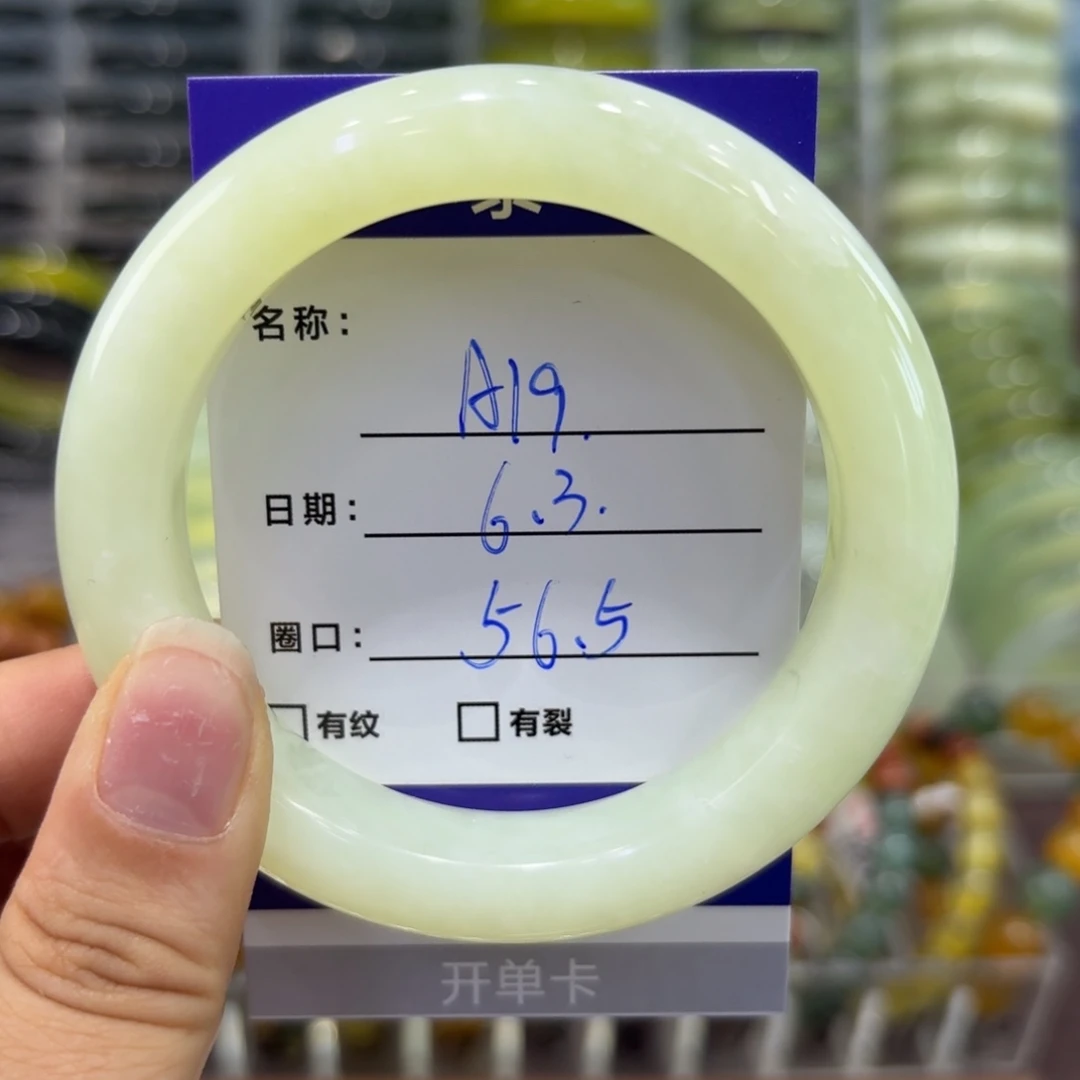 名称：A19.
日期：6.3.
圈口：56.5
有纹 有裂
开单卡